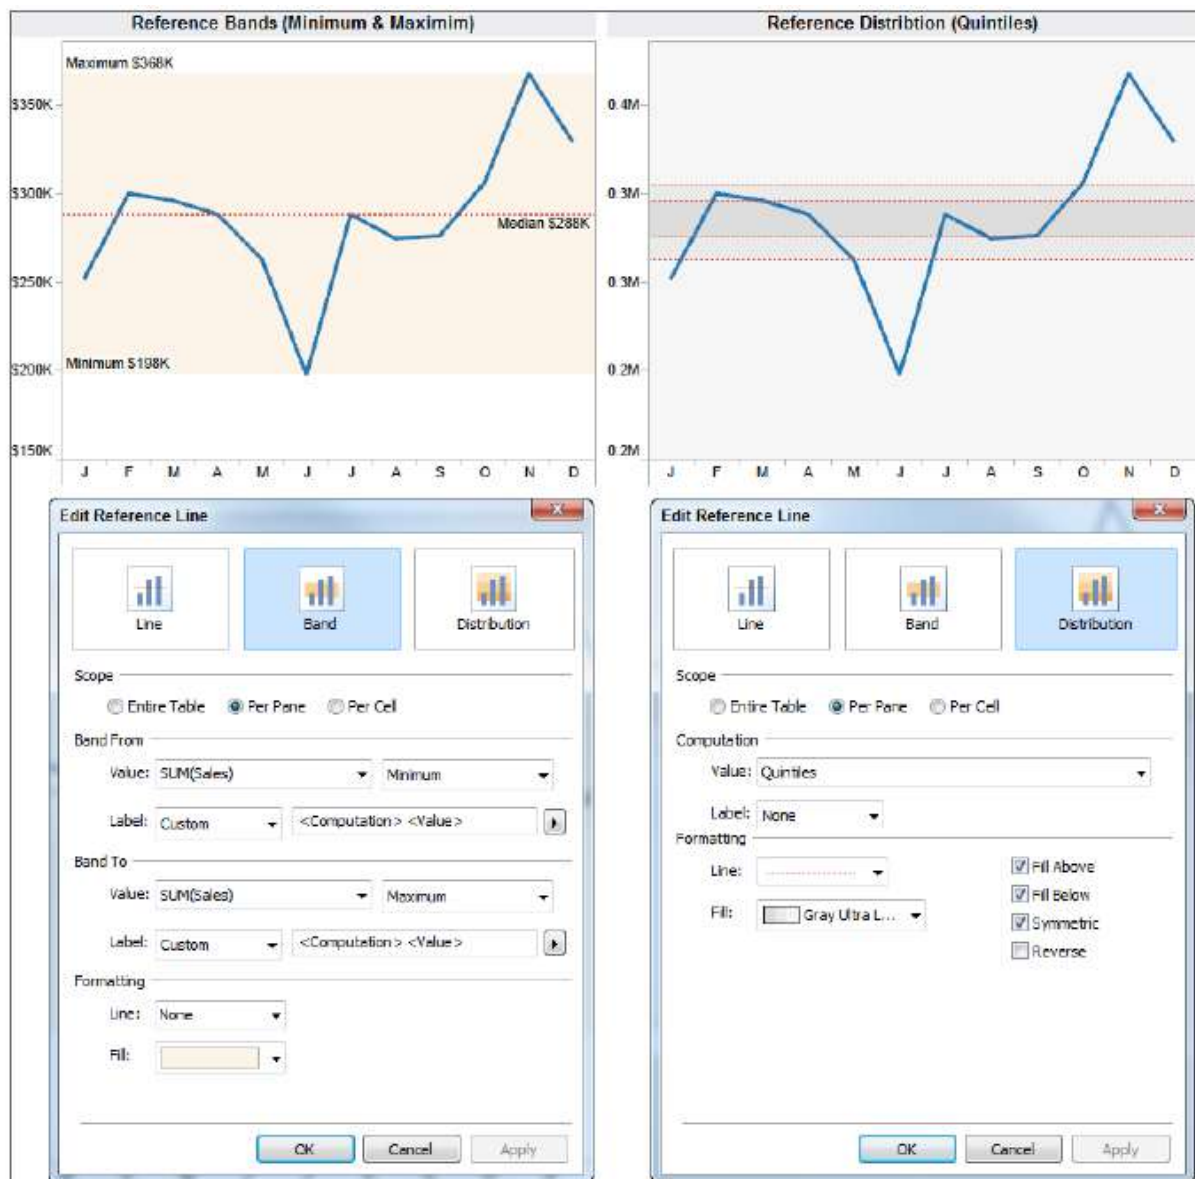 Reference Bands (Minimum & Maximim)
Maximum $368K
$350K
$300K
Median $288K
$250K
Minimum $198K
$200K
$150K
J F M A M J J A S O N D
Reference Distribtion (Quintiles)
0.4M
0.3M
0.3M
0.2M
0.2M
J F M A M J J A S O N D
Edit Reference Line
Line Band Distribution
Scope
Entire Table Per Pane Per Cell
Band From
Value: SUM(Sales) Minimum
Label: Custom <Computation> <Value>
Band To
Value: SUM(Sales) Maximum
Label: Custom <Computation> <Value>
Formatting
Line: None
Fill:
OK Cancel Apply
Edit Reference Line
Line Band Distribution
Scope
Entire Table Per Pane Per Cell
Computation
Value: Quintiles
Label: None
Formatting
Line: Fill Above
Fill Below
Fill: Gray Ultra L...
Symmetric
Reverse
OK Cancel Apply